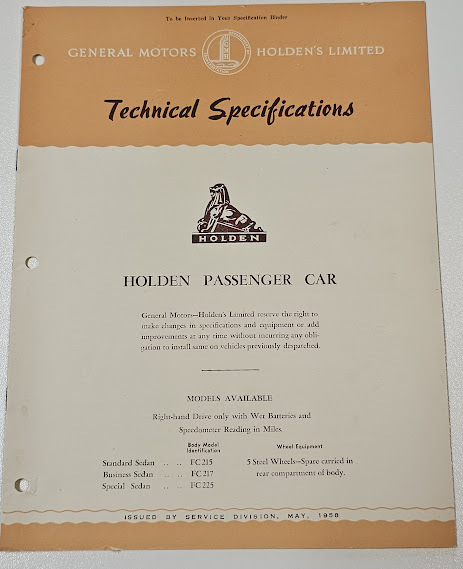 To be Inserted in Your Specification Binder
GENERAL MOTORS HOLDEN'S LIMITED
Technical Specifications
HOLDEN
HOLDEN PASSENGER CAR
General Motors—Holden's Limited reserve the right to
make changes in specifications and equipment or add
improvements at any time without incurring any obli-
gation to install same on vehicles previously dispatched.
MODELS AVAILABLE
Right-hand Drive only with Wet Batteries and
Speedometer Reading in Miles.
Body Model
Identification
Wheel Equipment
Standard Sedan .. .. FC215
Business Sedan .. .. FC217
Special Sedan .. .. FC225
5 Steel Wheels—Spare carried in
rear compartment of body.
ISSUED BY SERVICE DIVISION, MAY, 1958